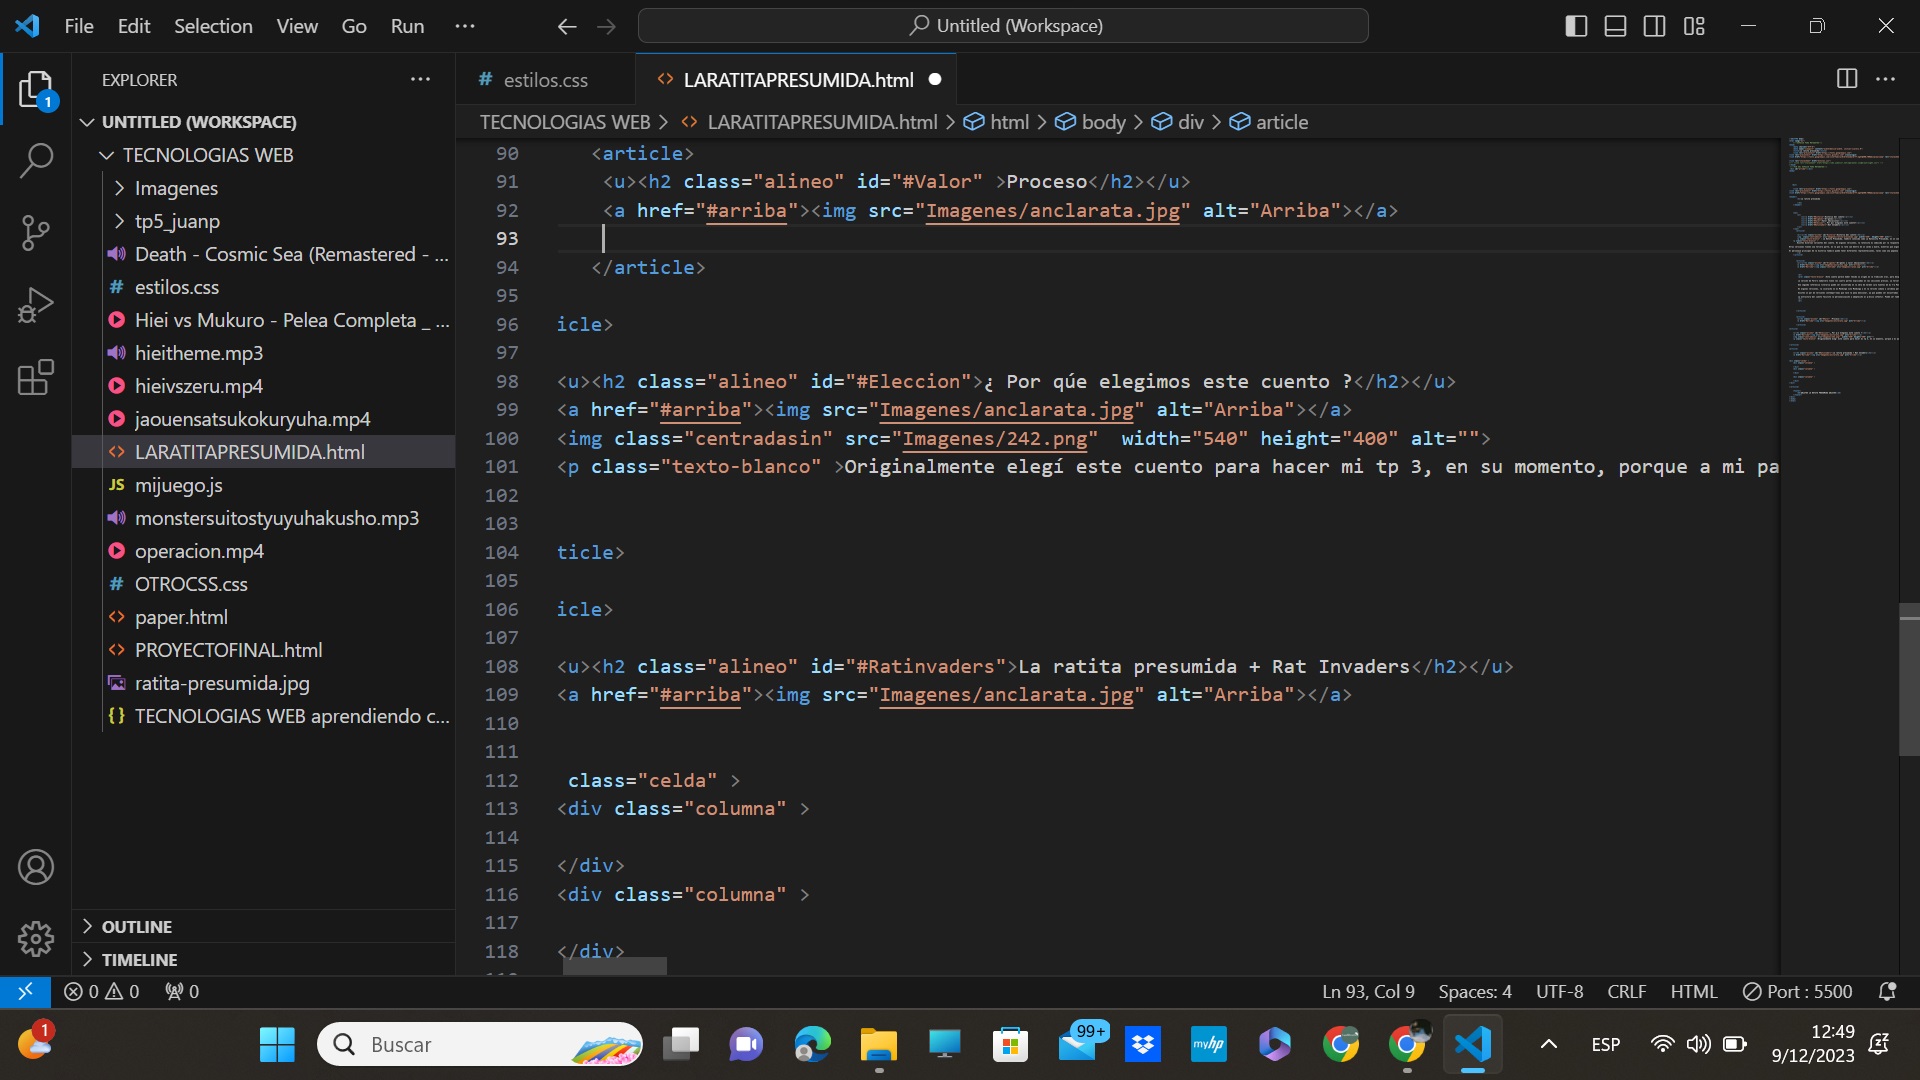 File Edit Selection View Go Run ···
Untitled (Workspace)
EXPLORER
1
UNTITLED (WORKSPACE)
TECNOLOGIAS WEB
Imagenes
tp5_juanp
Death - Cosmic Sea (Remastered - ...
# estilos.css
Hiei vs Mukuro - Pelea Completa _ ...
hieitheme.mp3
hieivszeru.mp4
jaouensatsukokuryuha.mp4
<> LARATITAPRESUMIDA.html
JS mijuego.js
monstersuitostyuyuhakusho.mp3
operacion.mp4
# OTROCSS.css
<> paper.html
<> PROYECTOFINAL.html
ratita-presumida.jpg
{} TECNOLOGIAS WEB aprendiendo c...
OUTLINE
TIMELINE
# estilos.css
<> LARATITAPRESUMIDA.html
TECNOLOGIAS WEB > <> LARATITAPRESUMIDA.html > html > body > div > article
90 <article>
91 <u><h2 class="alineo" id="#Valor" >Proceso</h2></u>
92 <a href="#arriba"><img src="Imagenes/anclarata.jpg" alt="Arriba"></a>
93
94 </article>
95
96 icle>
97
98 <u><h2 class="alineo" id="#Eleccion">¿ Por qúe elegimos este cuento ?</h2></u>
99 <a href="#arriba"><img src="Imagenes/anclarata.jpg" alt="Arriba"></a>
100 <img class="centradasin" src="Imagenes/242.png"  width="540" height="400" alt="">
101 <p class="texto-blanco" >Originalmente elegí este cuento para hacer mi tp 3, en su momento, porque a mi pa
102
103
104 ticle>
105
106 icle>
107
108 <u><h2 class="alineo" id="#Ratinvaders">La ratita presumida + Rat Invaders</h2></u>
109 <a href="#arriba"><img src="Imagenes/anclarata.jpg" alt="Arriba"></a>
110
111
112 class="celda" >
113 <div class="columna" >
114
115 </div>
116 <div class="columna" >
117
118 </div>
0 0 0
Ln 93, Col 9 Spaces: 4 UTF-8 CRLF HTML Port : 5500
1
Buscar
99+
myhp
ESP
12:49
9/12/2023